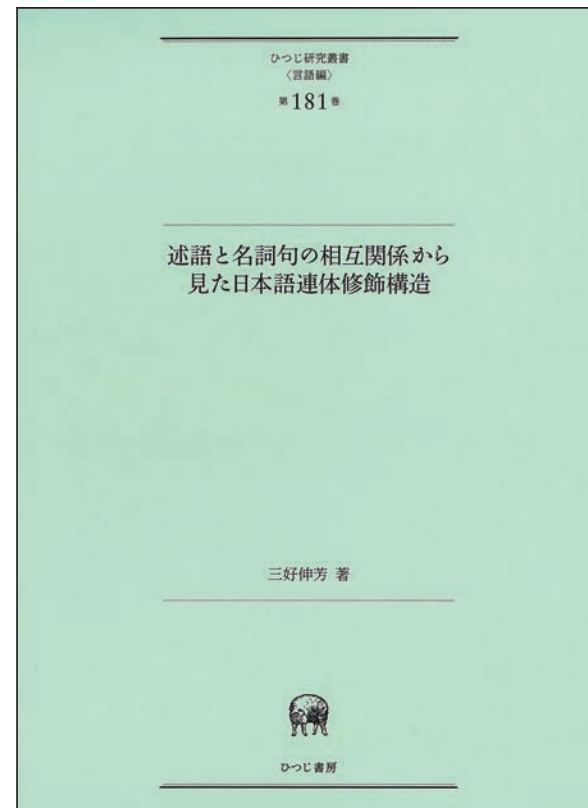 ひつじ研究叢書
〈言語編〉
第181巻
述語と名詞句の相互関係から
見た日本語連体修飾構造
三好伸芳 著
ひつじ書房